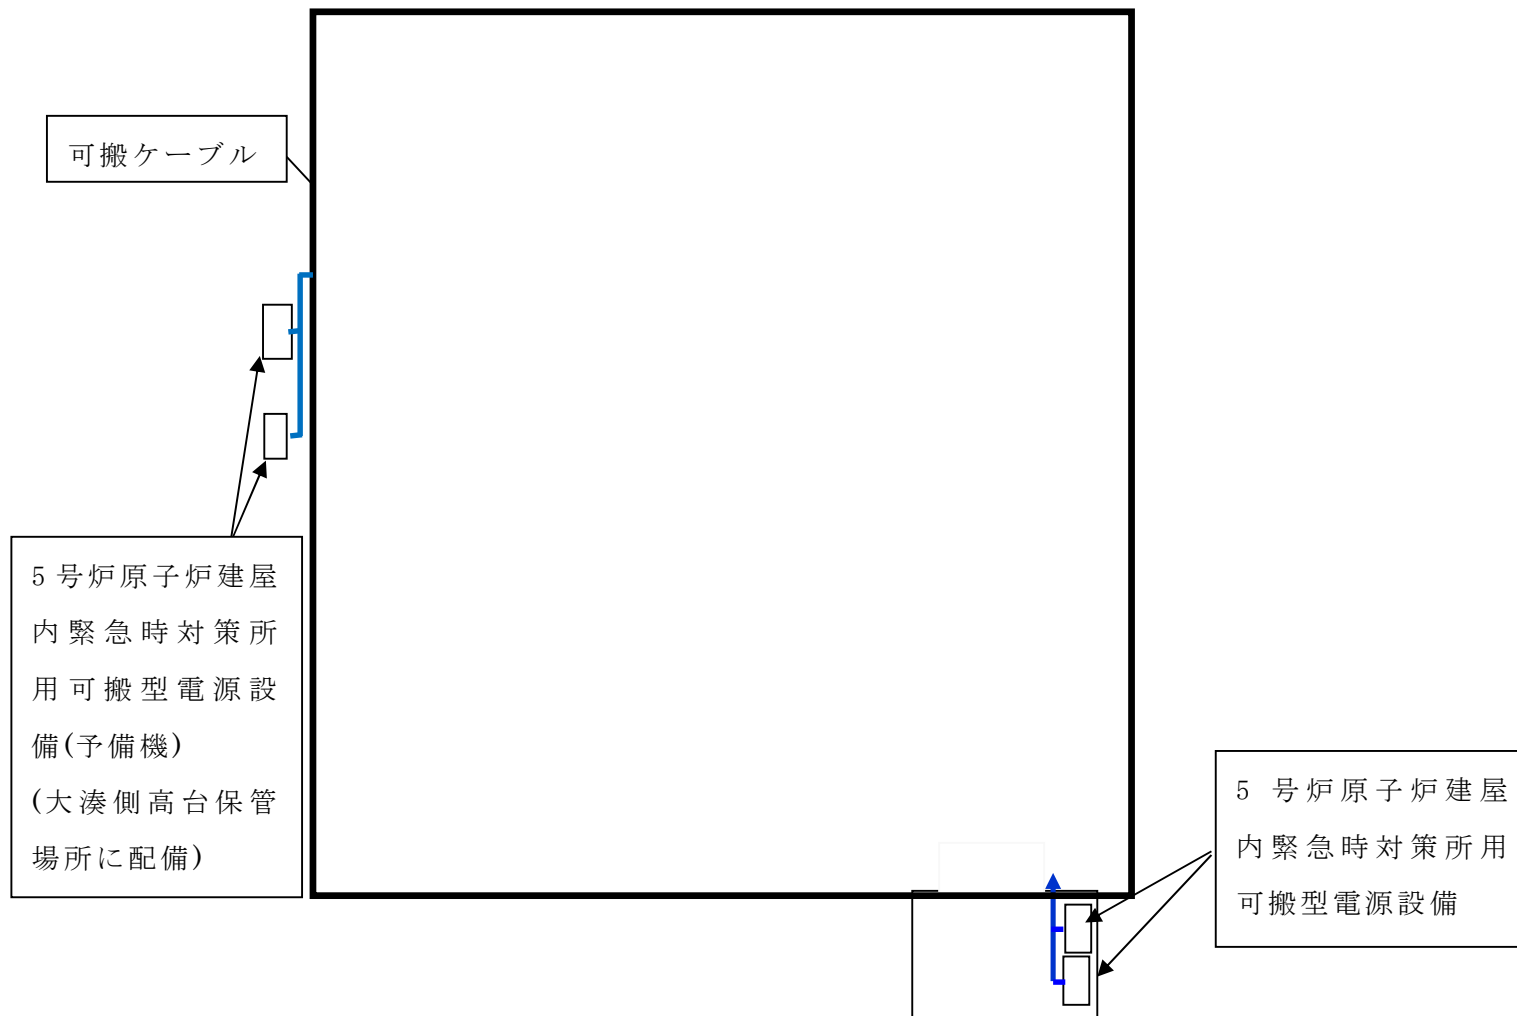 可搬ケーブル
5号炉原子炉建屋
内緊急時対策所
用可搬型電源設
備(予備機)
(大湊側高台保管
場所に配備)
5 号炉原子炉建屋
内緊急時対策所用
可搬型電源設備